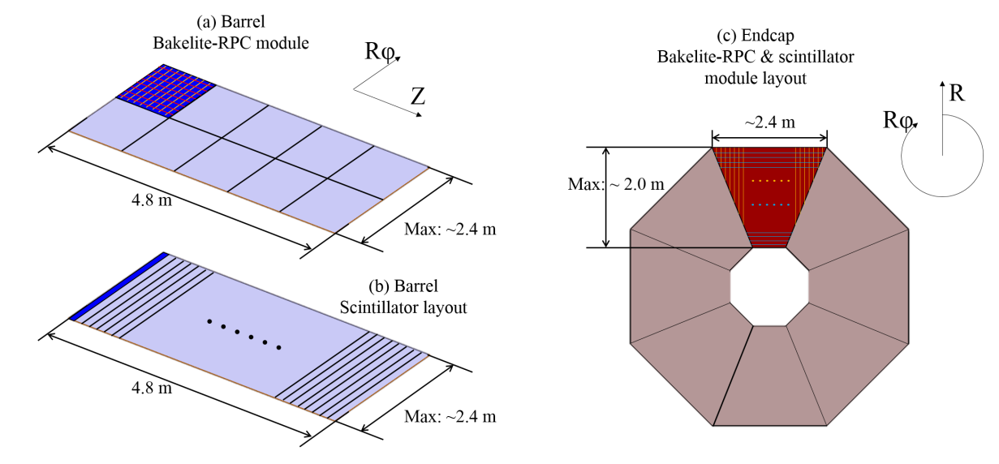 (a) Barrel
Bakelite-RPC module
Rφ
Z
4.8 m
Max: ~2.4 m
(b) Barrel
Scintillator layout
4.8 m
Max: ~2.4 m
(c) Endcap
Bakelite-RPC & scintillator
module layout
R
Rφ
~2.4 m
Max: ~ 2.0 m